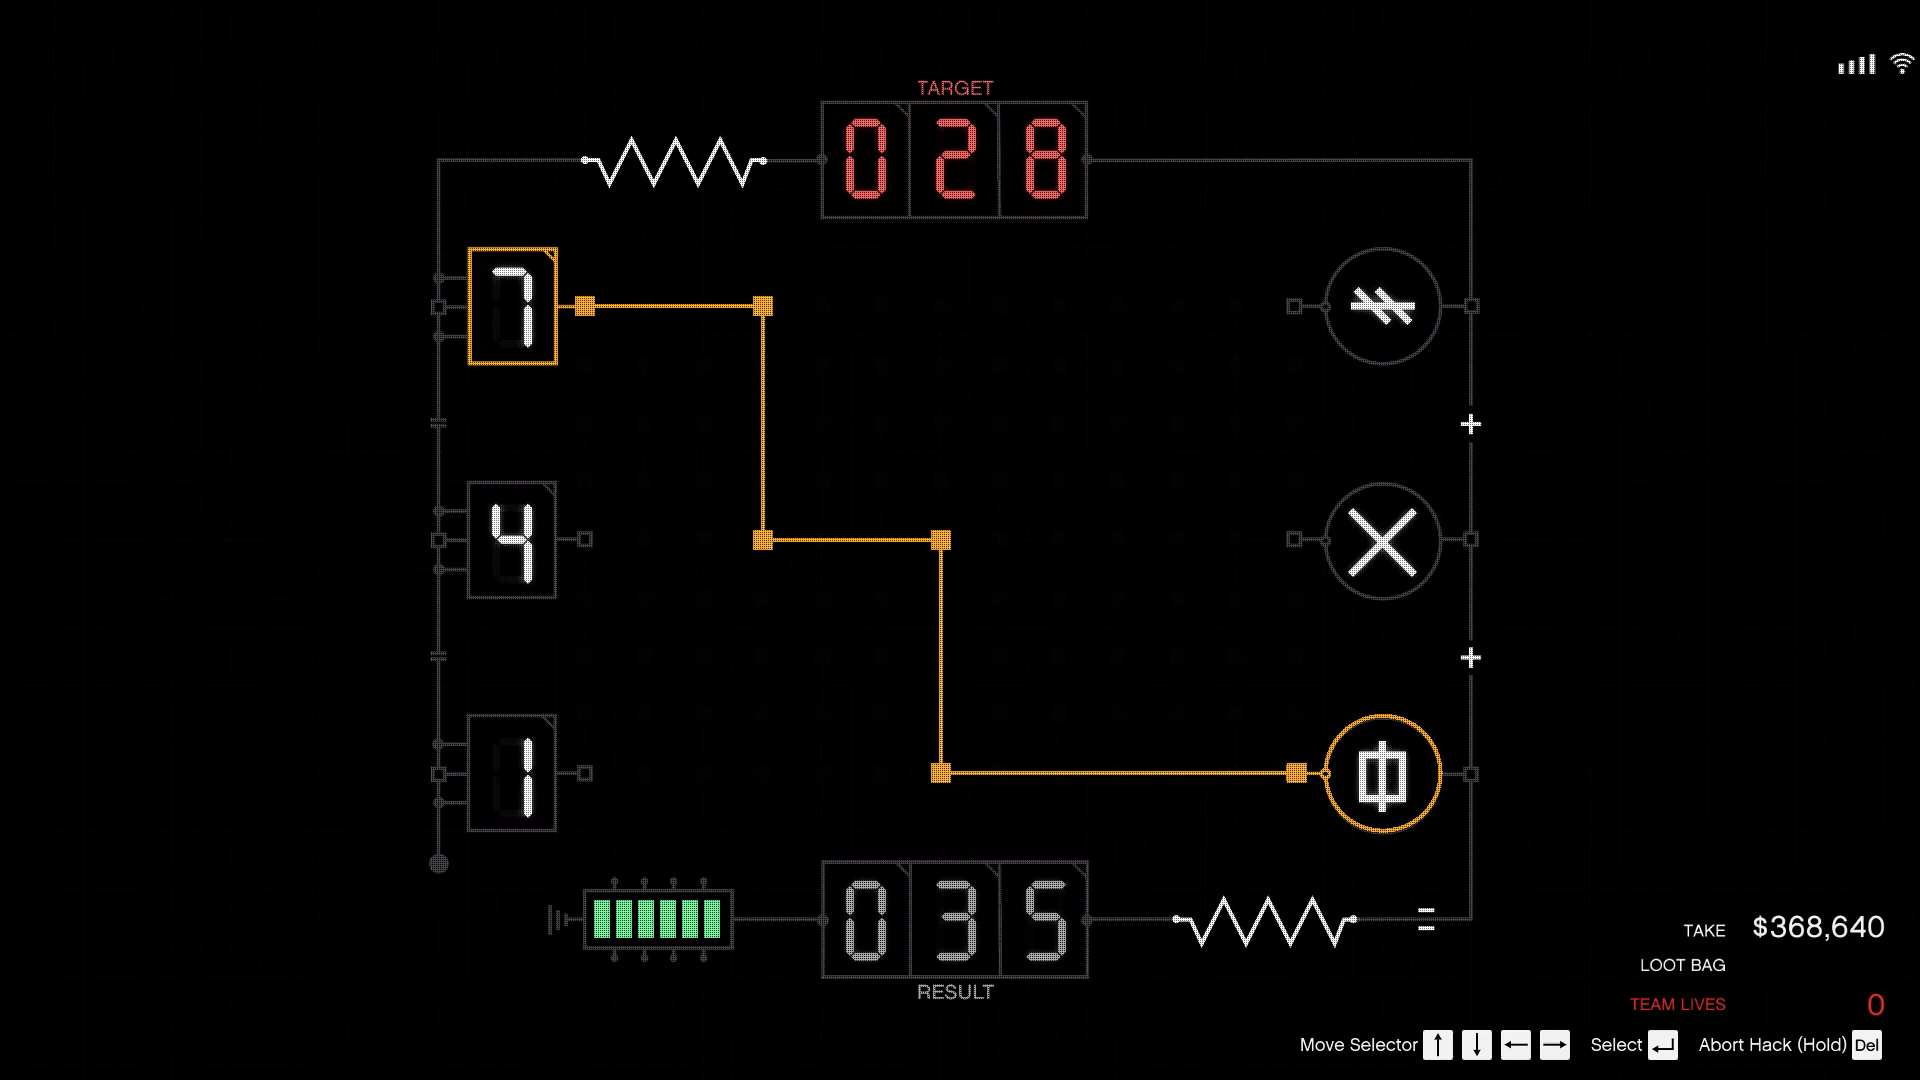 TARGET
028
7
+
4
+
1
035
=
RESULT
TAKE $368,640
LOOT BAG
TEAM LIVES 0
Move Selector ↑ ↓ ← → Select ↵ Abort Hack (Hold) Del